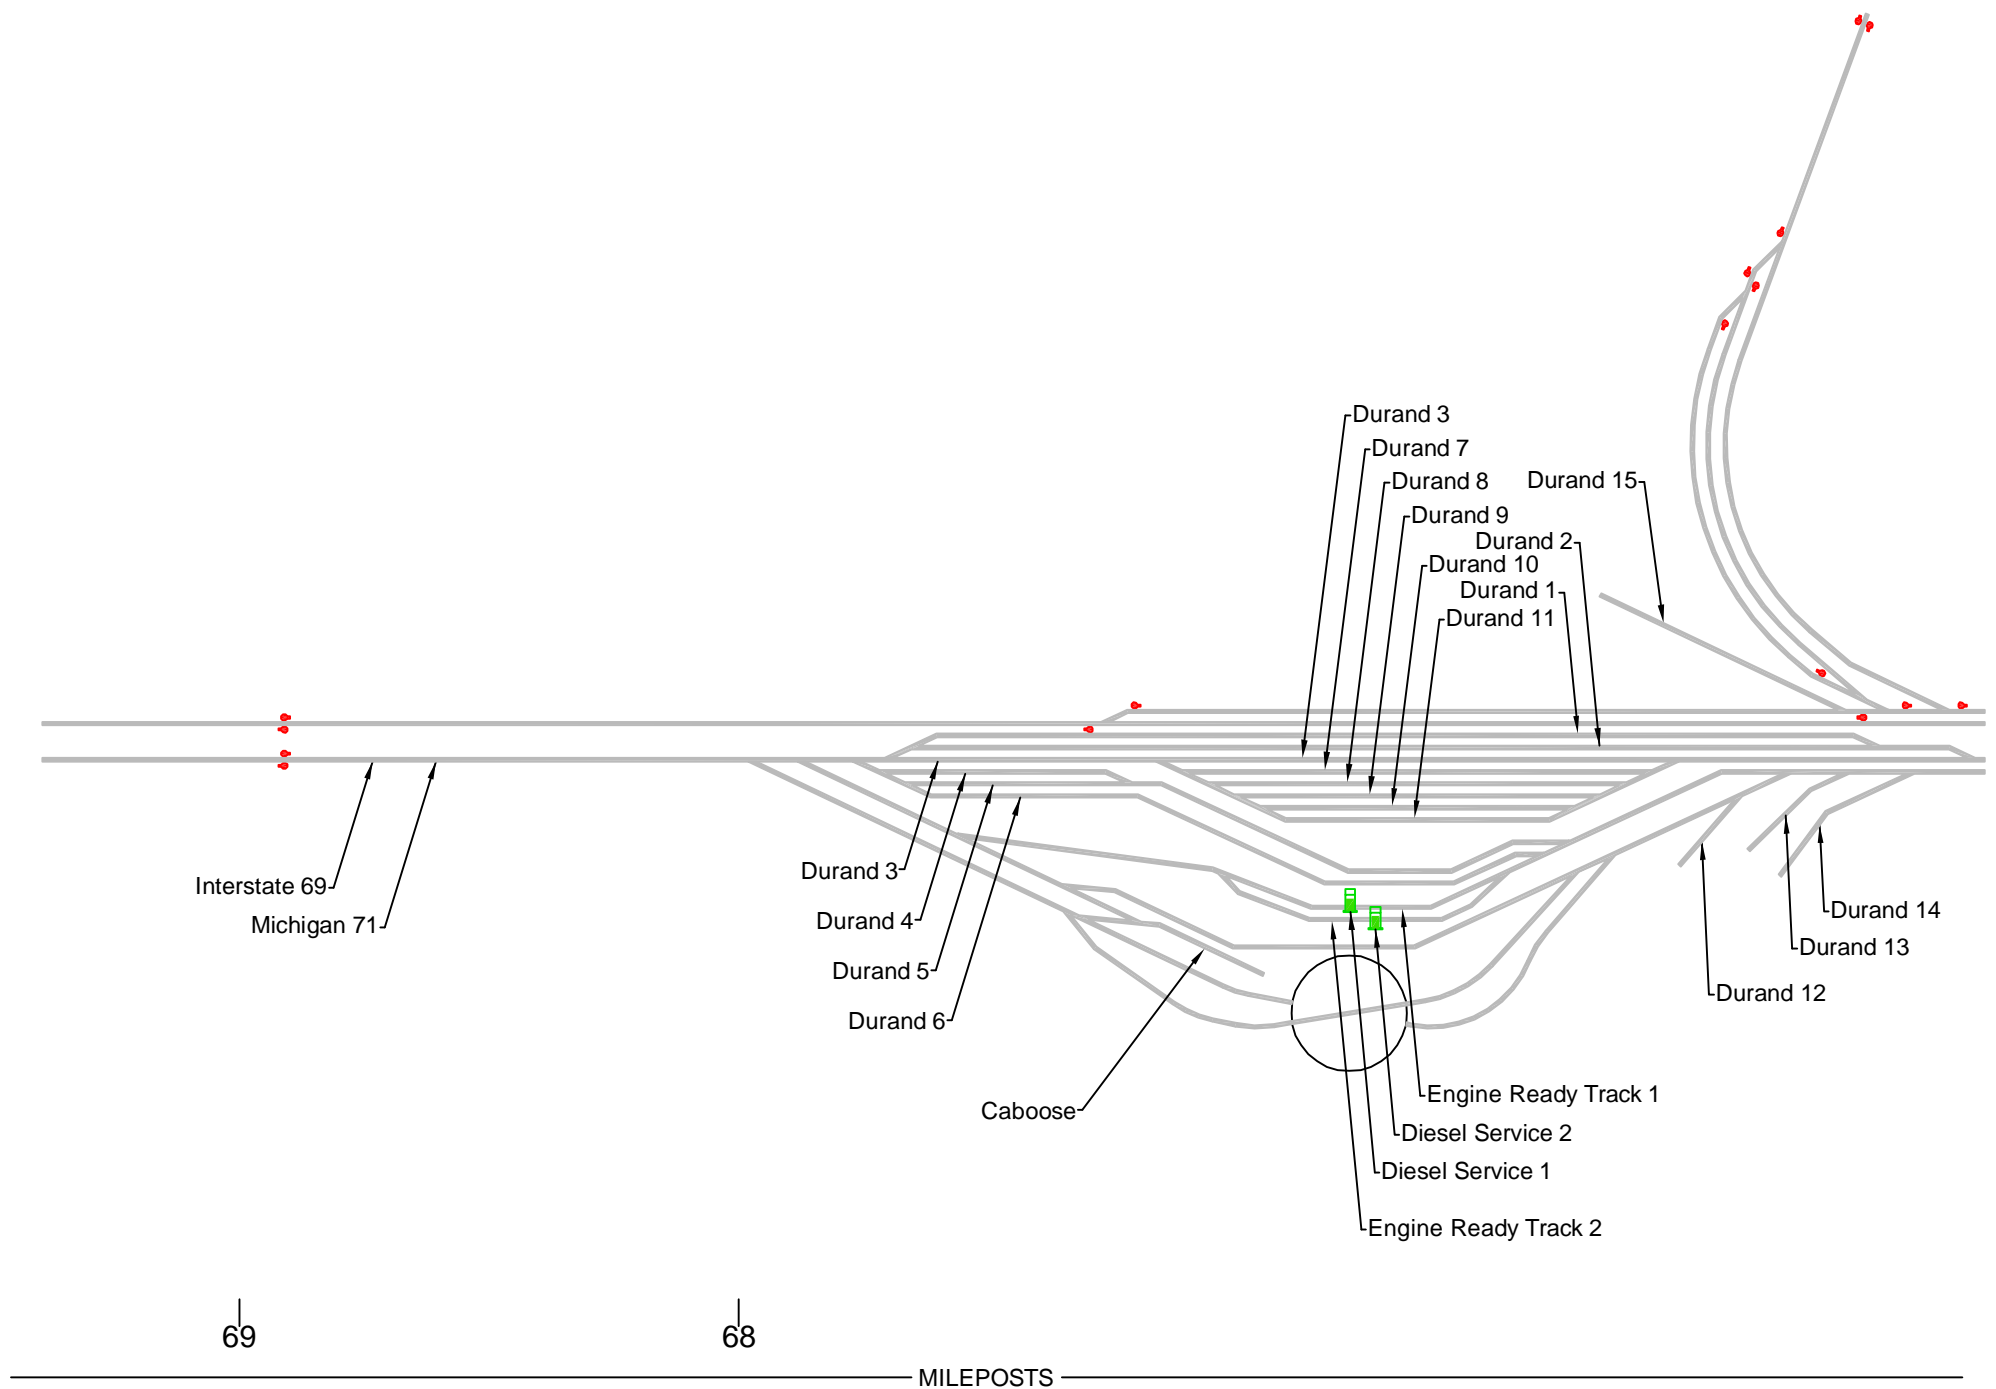 Durand 3
Durand 7
Durand 8
Durand 15
Durand 9
Durand 2
Durand 10
Durand 1
Durand 11
Durand 3
Interstate 69
Durand 4
Michigan 71
Durand 14
Durand 13
Durand 5
Durand 12
Durand 6
Engine Ready Track 1
Caboose
Diesel Service 2
Diesel Service 1
Engine Ready Track 2
69
68
MILEPOSTS